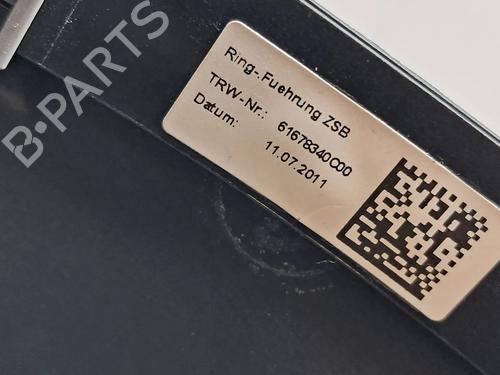 B-PARTS
Ring-.Fuehrung ZSB
TRW-Nr.: 61678340C00
Datum: 11.07.2011